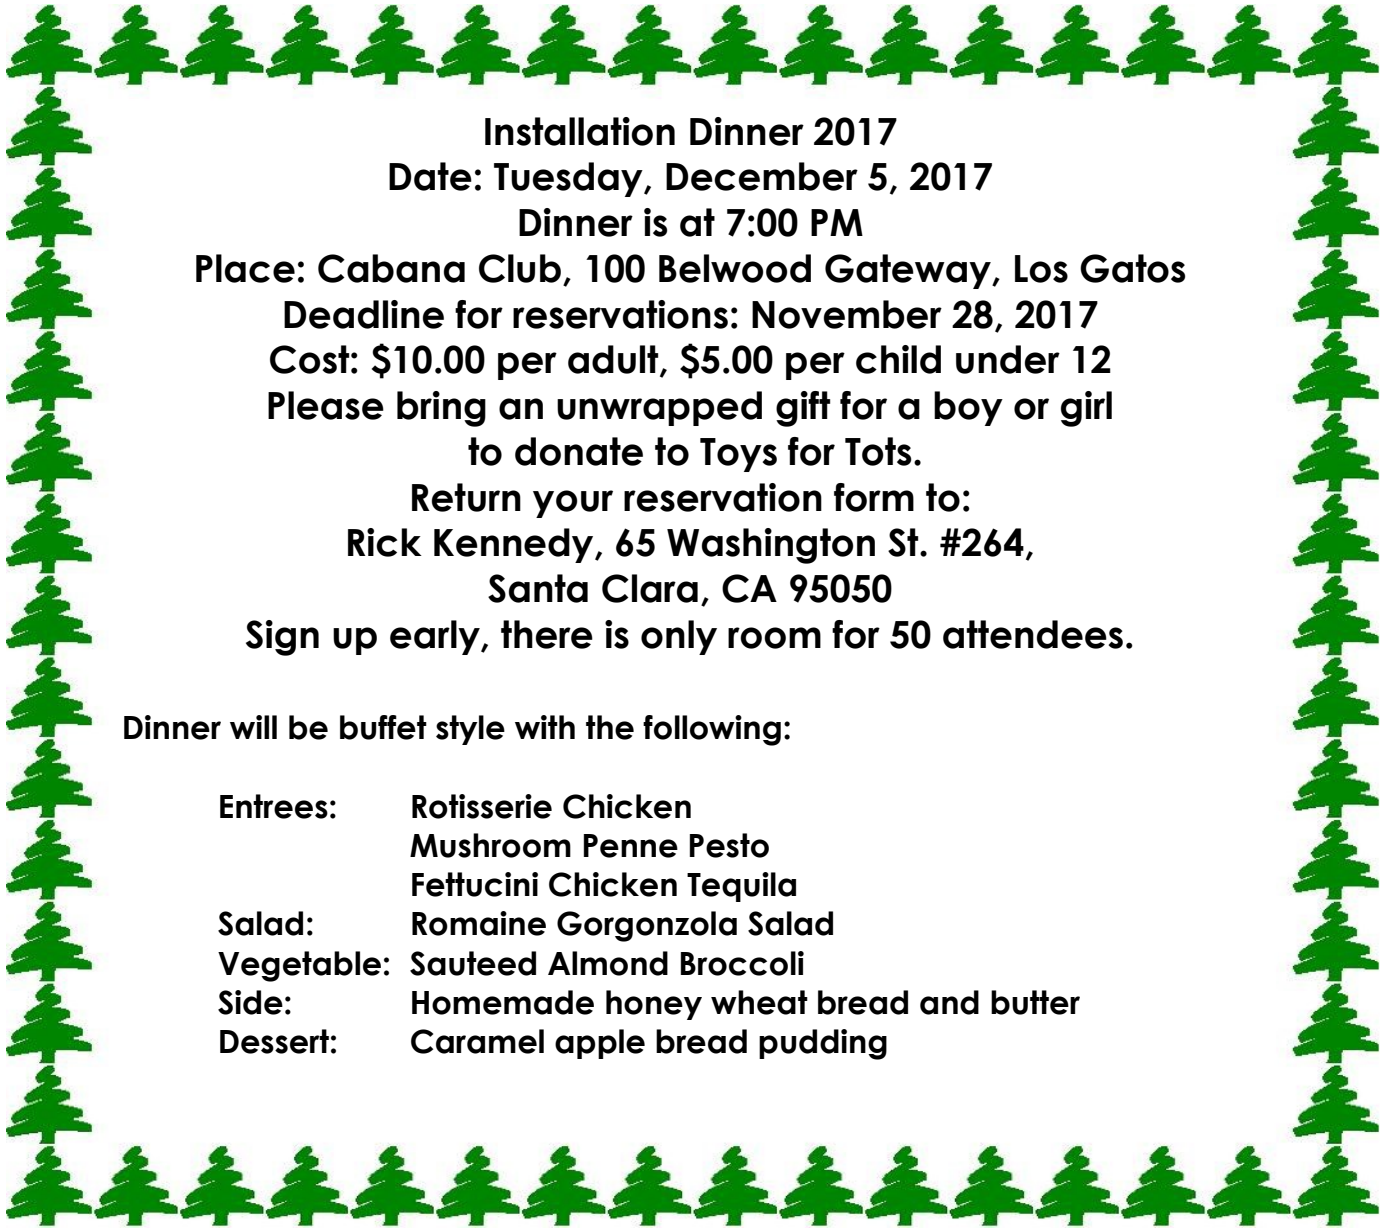 Installation Dinner 2017
Date: Tuesday, December 5, 2017
Dinner is at 7:00 PM
Place: Cabana Club, 100 Belwood Gateway, Los Gatos
Deadline for reservations: November 28, 2017
Cost: $10.00 per adult, $5.00 per child under 12
Please bring an unwrapped gift for a boy or girl
to donate to Toys for Tots.
Return your reservation form to:
Rick Kennedy, 65 Washington St. #264,
Santa Clara, CA 95050
Sign up early, there is only room for 50 attendees.
Dinner will be buffet style with the following:
Entrees: Rotisserie Chicken
Mushroom Penne Pesto
Fettucini Chicken Tequila
Salad: Romaine Gorgonzola Salad
Vegetable: Sauteed Almond Broccoli
Side: Homemade honey wheat bread and butter
Dessert: Caramel apple bread pudding